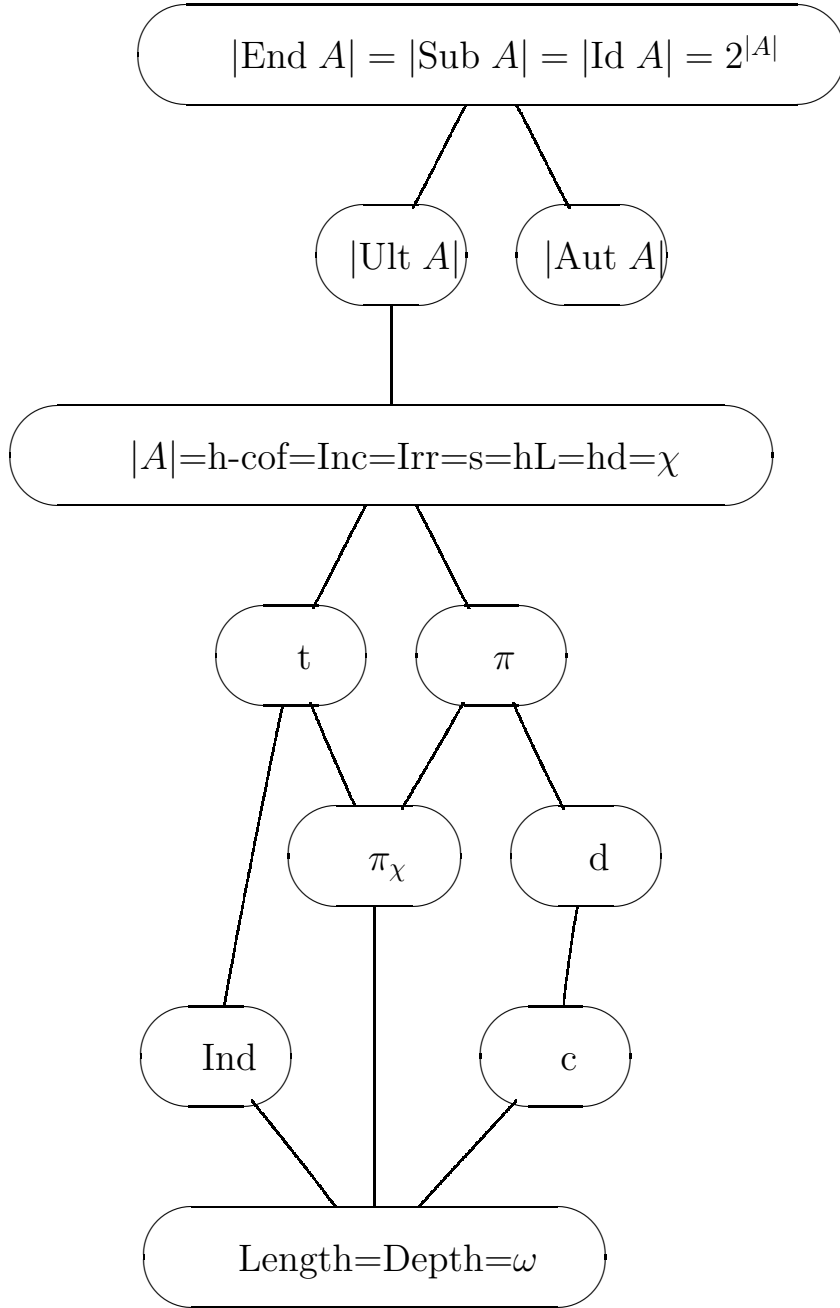 |End A| = |Sub A| = |Id A| = 2^{|A|}
|Ult A| |Aut A|
|A|=h-cof=Inc=Irr=s=hL=hd=χ
t π
π_χ d
Ind c
Length=Depth=ω